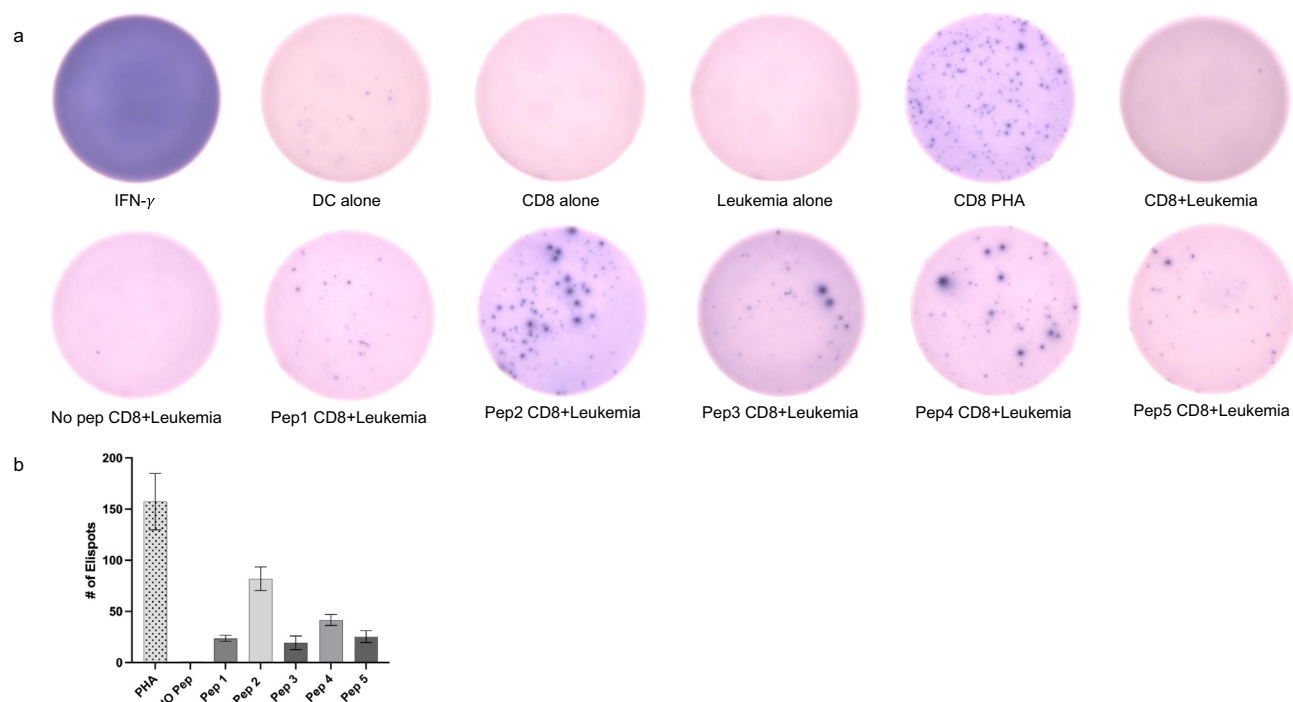 a
IFN-γ DC alone CD8 alone Leukemia alone CD8 PHA CD8+Leukemia
No pep CD8+Leukemia Pep1 CD8+Leukemia Pep2 CD8+Leukemia Pep3 CD8+Leukemia Pep4 CD8+Leukemia Pep5 CD8+Leukemia
b
200
150
100
50
0
# of Elispots
PHA Pep Pep 1 Pep 2 Pep 3 Pep 4 Pep 5